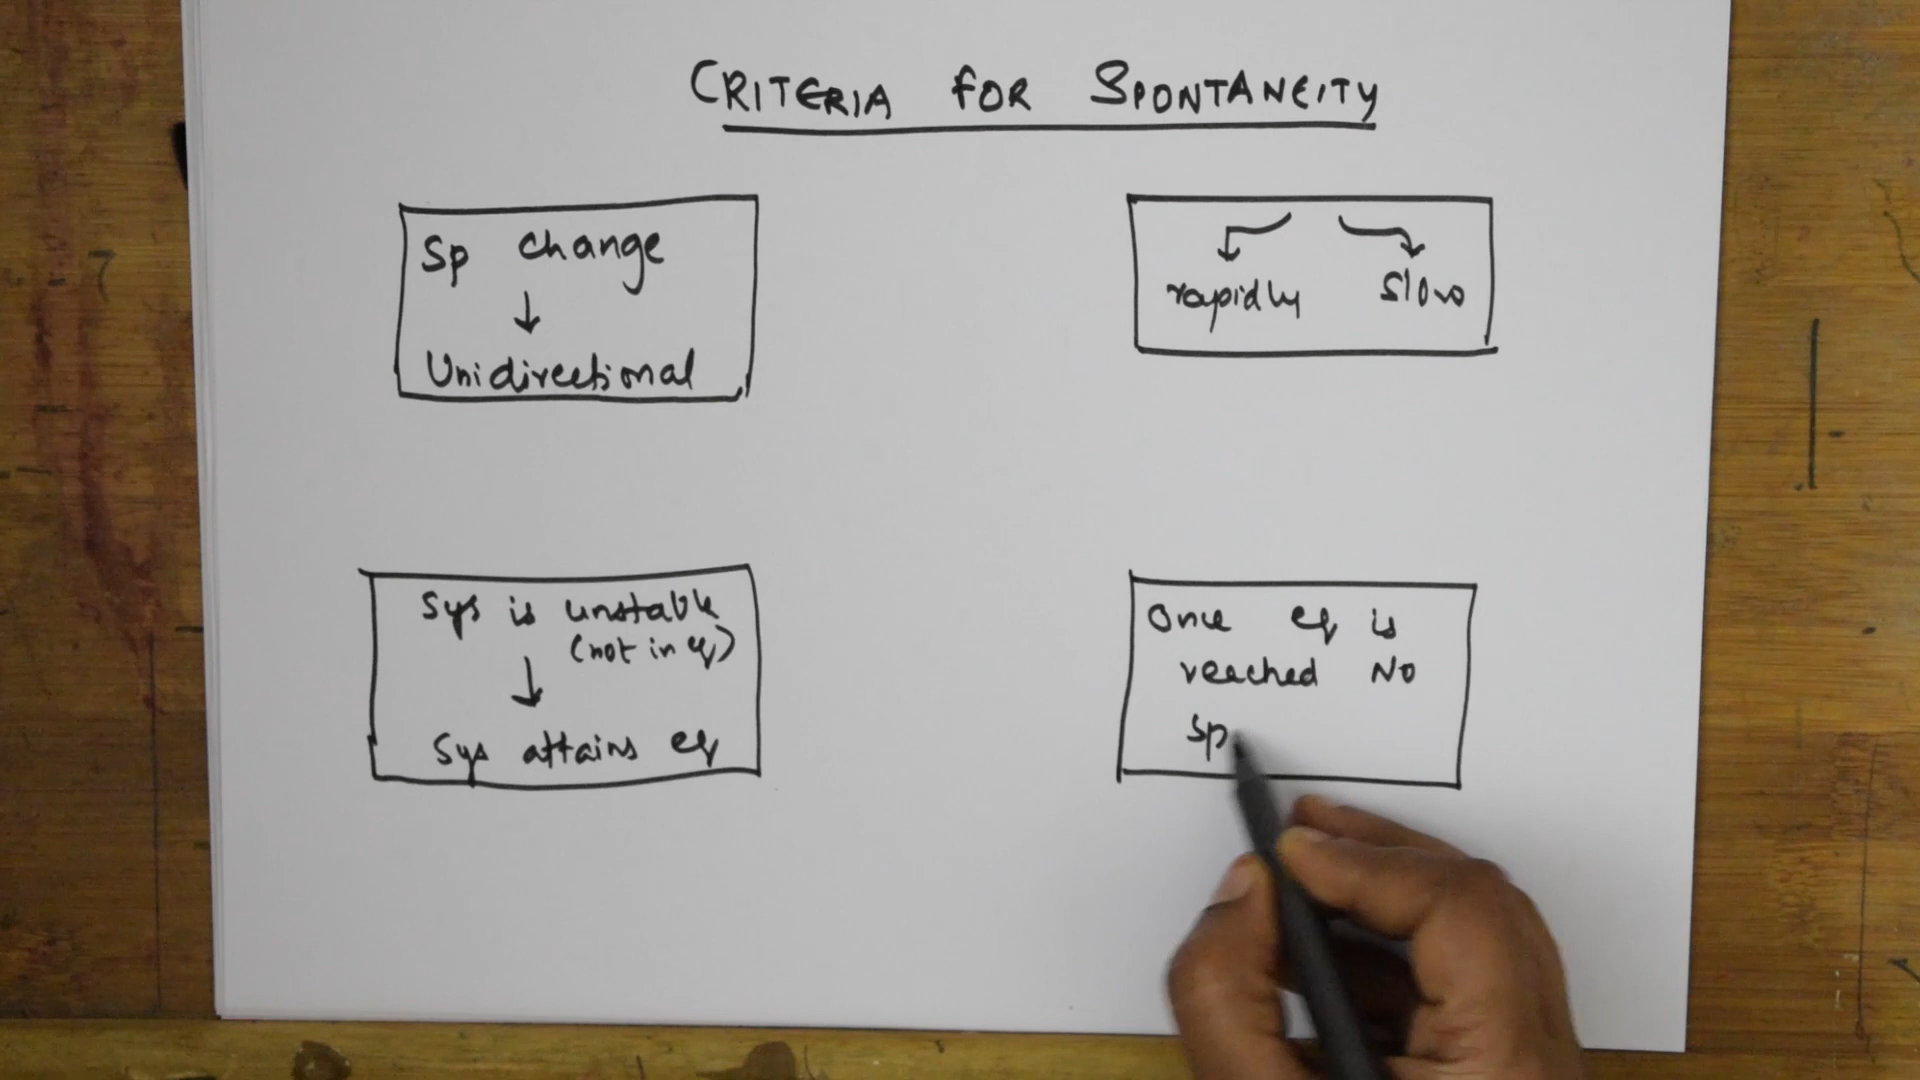 CRITERIA FOR SPONTANEITY
Sp change
↓
Unidirectional
rapidly slow
Sys is unstable
(not in eq)
↓
Sys attains eq
Once eq is
reached No
Sp